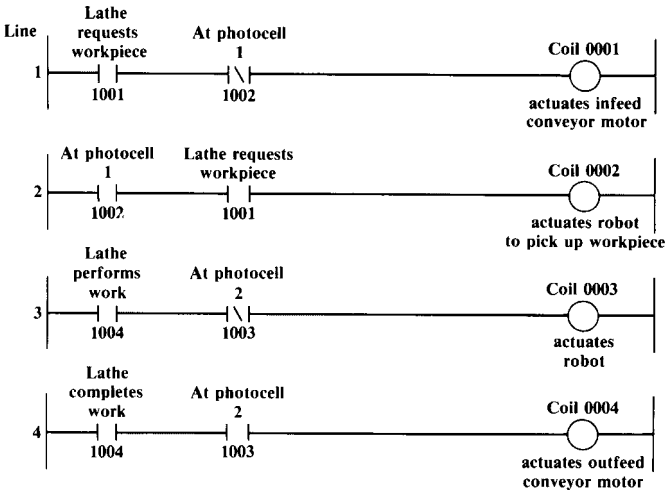 Line
Lathe
requests
workpiece
At photocell
1
Coil 0001
1
1001
1002
actuates infeed
conveyor motor
At photocell
1
Lathe requests
workpiece
Coil 0002
2
1002
1001
actuates robot
to pick up workpiece
Lathe
performs
work
At photocell
2
Coil 0003
3
1004
1003
actuates
robot
Lathe
completes
work
At photocell
2
Coil 0004
4
1004
1003
actuates outfeed
conveyor motor